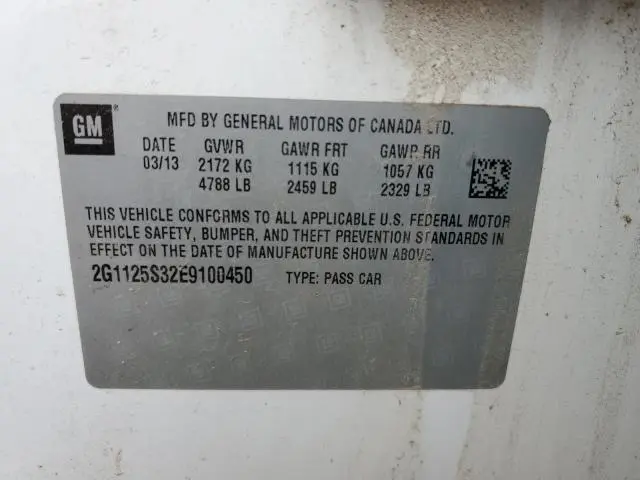 GM
MFD BY GENERAL MOTORS OF CANADA LTD.
DATE GVWR GAWR FRT GAWR RR
03/13 2172 KG 1115 KG 1057 KG
4788 LB 2459 LB 2329 LB
THIS VEHICLE CONFORMS TO ALL APPLICABLE U.S. FEDERAL MOTOR
VEHICLE SAFETY, BUMPER, AND THEFT PREVENTION STANDARDS IN
EFFECT ON THE DATE OF MANUFACTURE SHOWN ABOVE.
2G1125S32E9100450 TYPE: PASS CAR